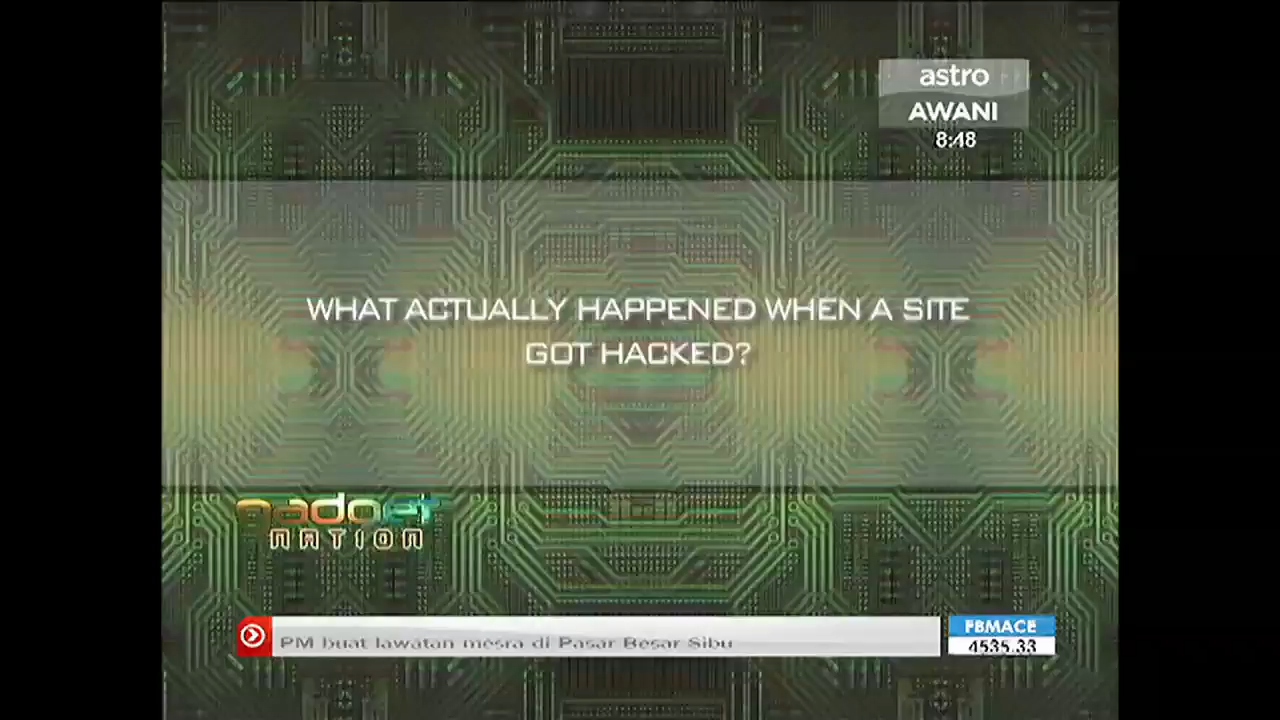 astro
AWANI
8:48
WHAT ACTUALLY HAPPENED WHEN A SITE
GOT HACKED?
NATION
PM buat lawatan mesra di Pasar Besar Sibu
FBMACE
4535.33